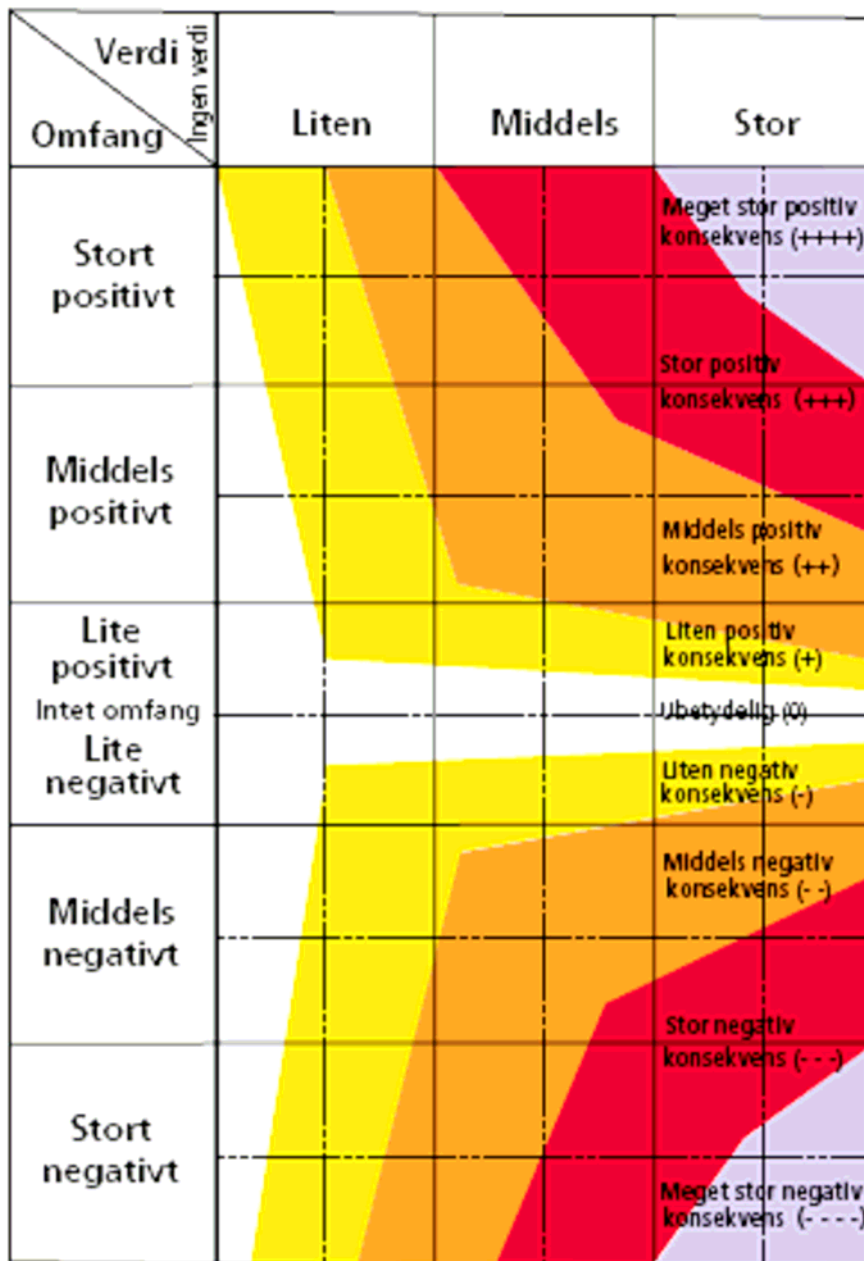 Verdi
Ingen verdi
Omfang
Liten
Middels
Stor
Stort
positivt
Middels
positivt
Lite
positivt
Intet omfang
Lite
negativt
Middels
negativt
Stort
negativt
Meget stor positiv
konsekvens (++++)
Stor positiv
konsekvens (+++)
Middels positiv
konsekvens (++)
Liten positiv
konsekvens (+)
Ubetydelig (0)
Liten negativ
konsekvens (-)
Middels negativ
konsekvens (- -)
Stor negativ
konsekvens (- - -)
Meget stor negativ
konsekvens (- - - -)